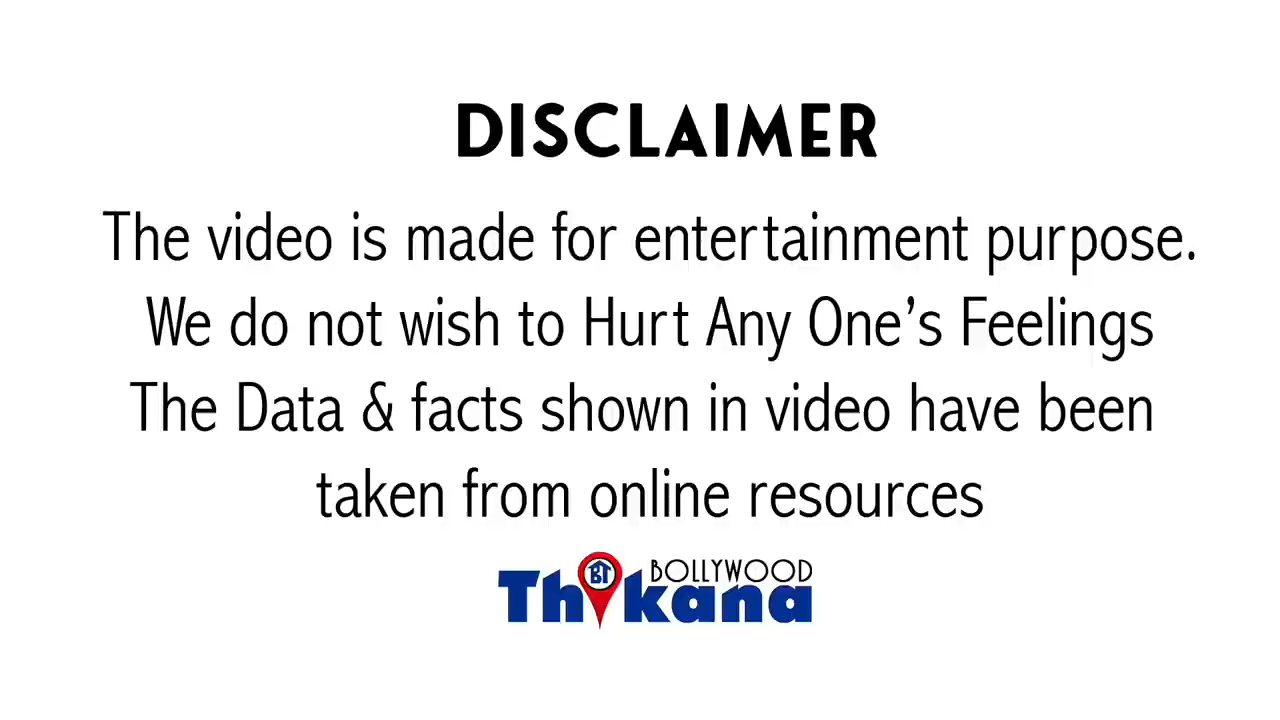 DISCLAIMER
The video is made for entertainment purpose.
We do not wish to Hurt Any One’s Feelings
The Data & facts shown in video have been
taken from online resources
BT
BOLLYWOOD
Thikana